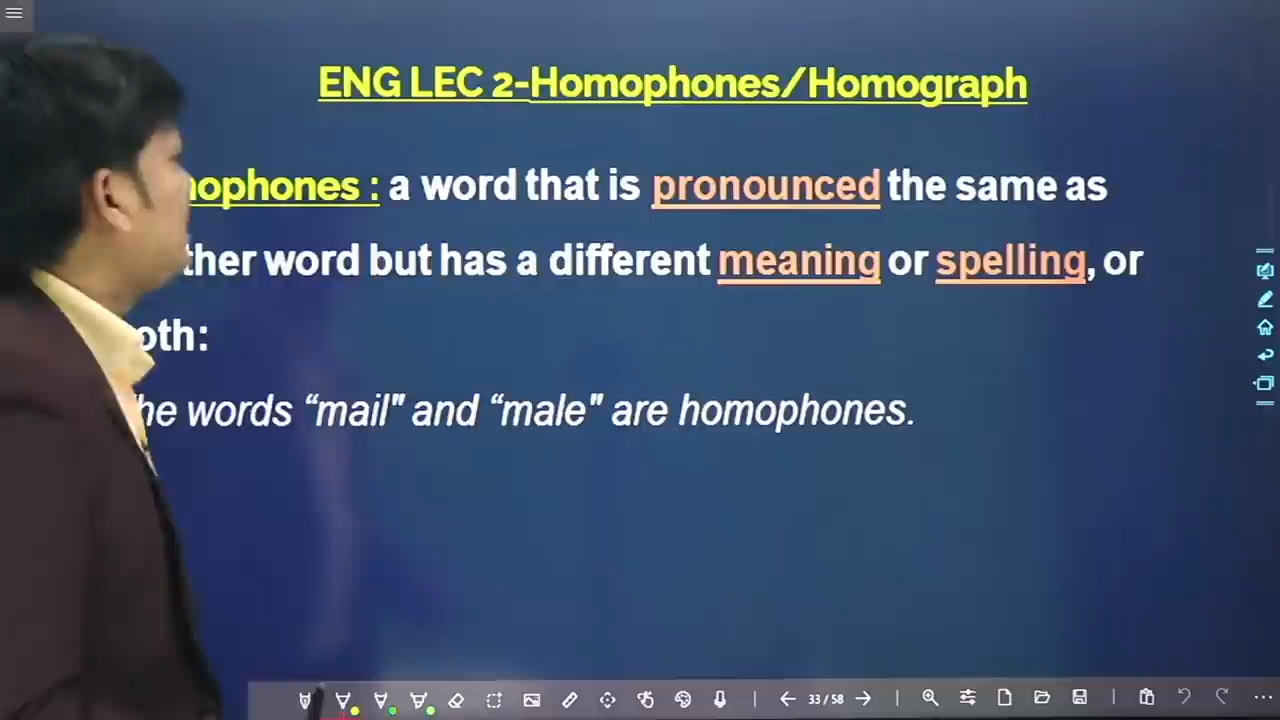 ENG LEC 2-Homophones/Homograph
nophones : a word that is pronounced the same as
ther word but has a different meaning or spelling, or
oth:
he words “mail" and “male" are homophones.
33 / 58